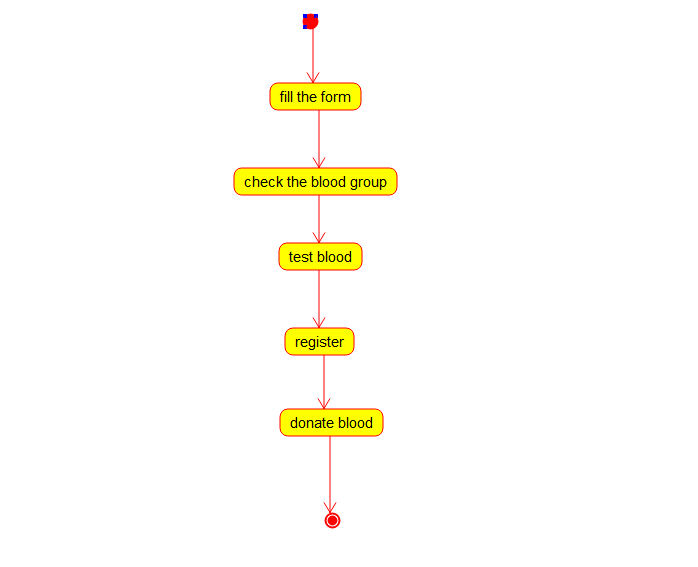 fill the form
check the blood group
test blood
register
donate blood